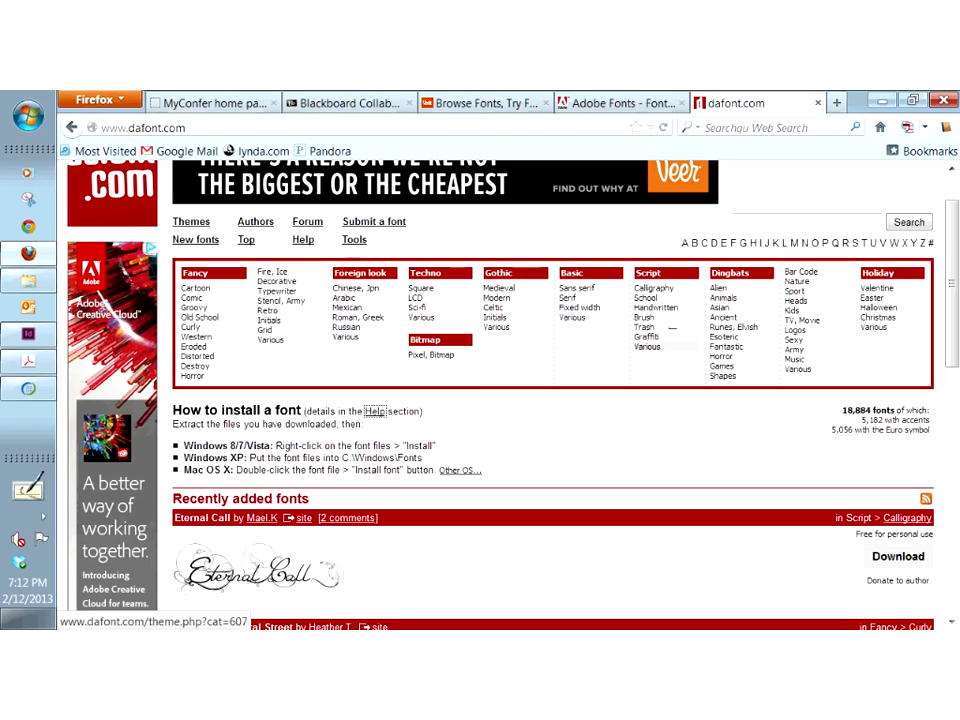 Firefox
MyConfer home pa...
Blackboard Collab...
Browse Fonts, Try F...
Adobe Fonts - Font...
dafont.com
www.dafont.com
Searchqu Web Search
Most Visited Google Mail lynda.com Pandora
Bookmarks
.com
THE BIGGEST OR THE CHEAPEST
FIND OUT WHY AT
Veer
Themes Authors Forum Submit a font
New fonts Top Help Tools
Search
A B C D E F G H I J K L M N O P Q R S T U V W X Y Z #
Fancy
Cartoon
Comic
Groovy
Old School
Curly
Western
Eroded
Distorted
Destroy
Horror
Fire, Ice
Decorative
Typewriter
Stencil, Army
Retro
Initials
Grid
Various
Foreign look
Chinese, Jpn
Arabic
Mexican
Roman, Greek
Russian
Various
Techno
Square
LCD
Sci-fi
Various
Bitmap
Pixel, Bitmap
Gothic
Medieval
Modern
Celtic
Initials
Various
Basic
Sans serif
Serif
Fixed width
Various
Script
Calligraphy
School
Handwritten
Brush
Trash
Graffiti
Various
Dingbats
Alien
Animals
Asian
Ancient
Runes, Elvish
Esoteric
Fantastic
Horror
Games
Shapes
Bar Code
Nature
Sport
Heads
Kids
TV, Movie
Logos
Sexy
Army
Music
Various
Holiday
Valentine
Easter
Halloween
Christmas
Various
Adobe
Adobe
Creative Cloud™
A better
way of
working
together.
Introducing
Adobe Creative
Cloud for teams.
How to install a font (details in the Help section)
Extract the files you have downloaded, then:
Windows 8/7/Vista: Right-click on the font files > "Install"
Windows XP: Put the font files into C:\Windows\Fonts
Mac OS X: Double-click the font file > "Install font" button. Other OS...
18,884 fonts of which:
5,182 with accents
5,056 with the Euro symbol
Recently added fonts
Eternal Call by Mael.K site [2 comments]
in Script > Calligraphy
Free for personal use
Eternal Call
Download
Donate to author
Street by Heather T. site
in Fancy > Curly
www.dafont.com/theme.php?cat=607
7:12 PM
2/12/2013